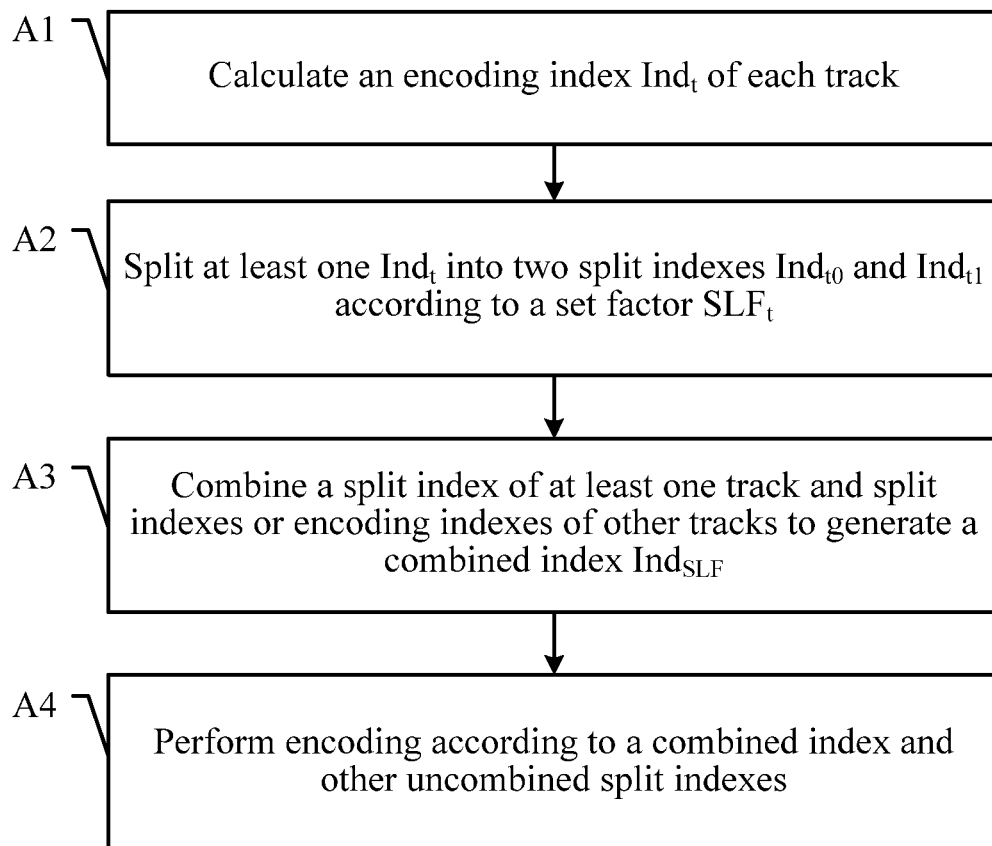 A1
Calculate an encoding index Indt of each track
A2
Split at least one Indt into two split indexes Indt0 and Indt1
according to a set factor SLFt
A3
Combine a split index of at least one track and split
indexes or encoding indexes of other tracks to generate a
combined index IndSLF
A4
Perform encoding according to a combined index and
other uncombined split indexes